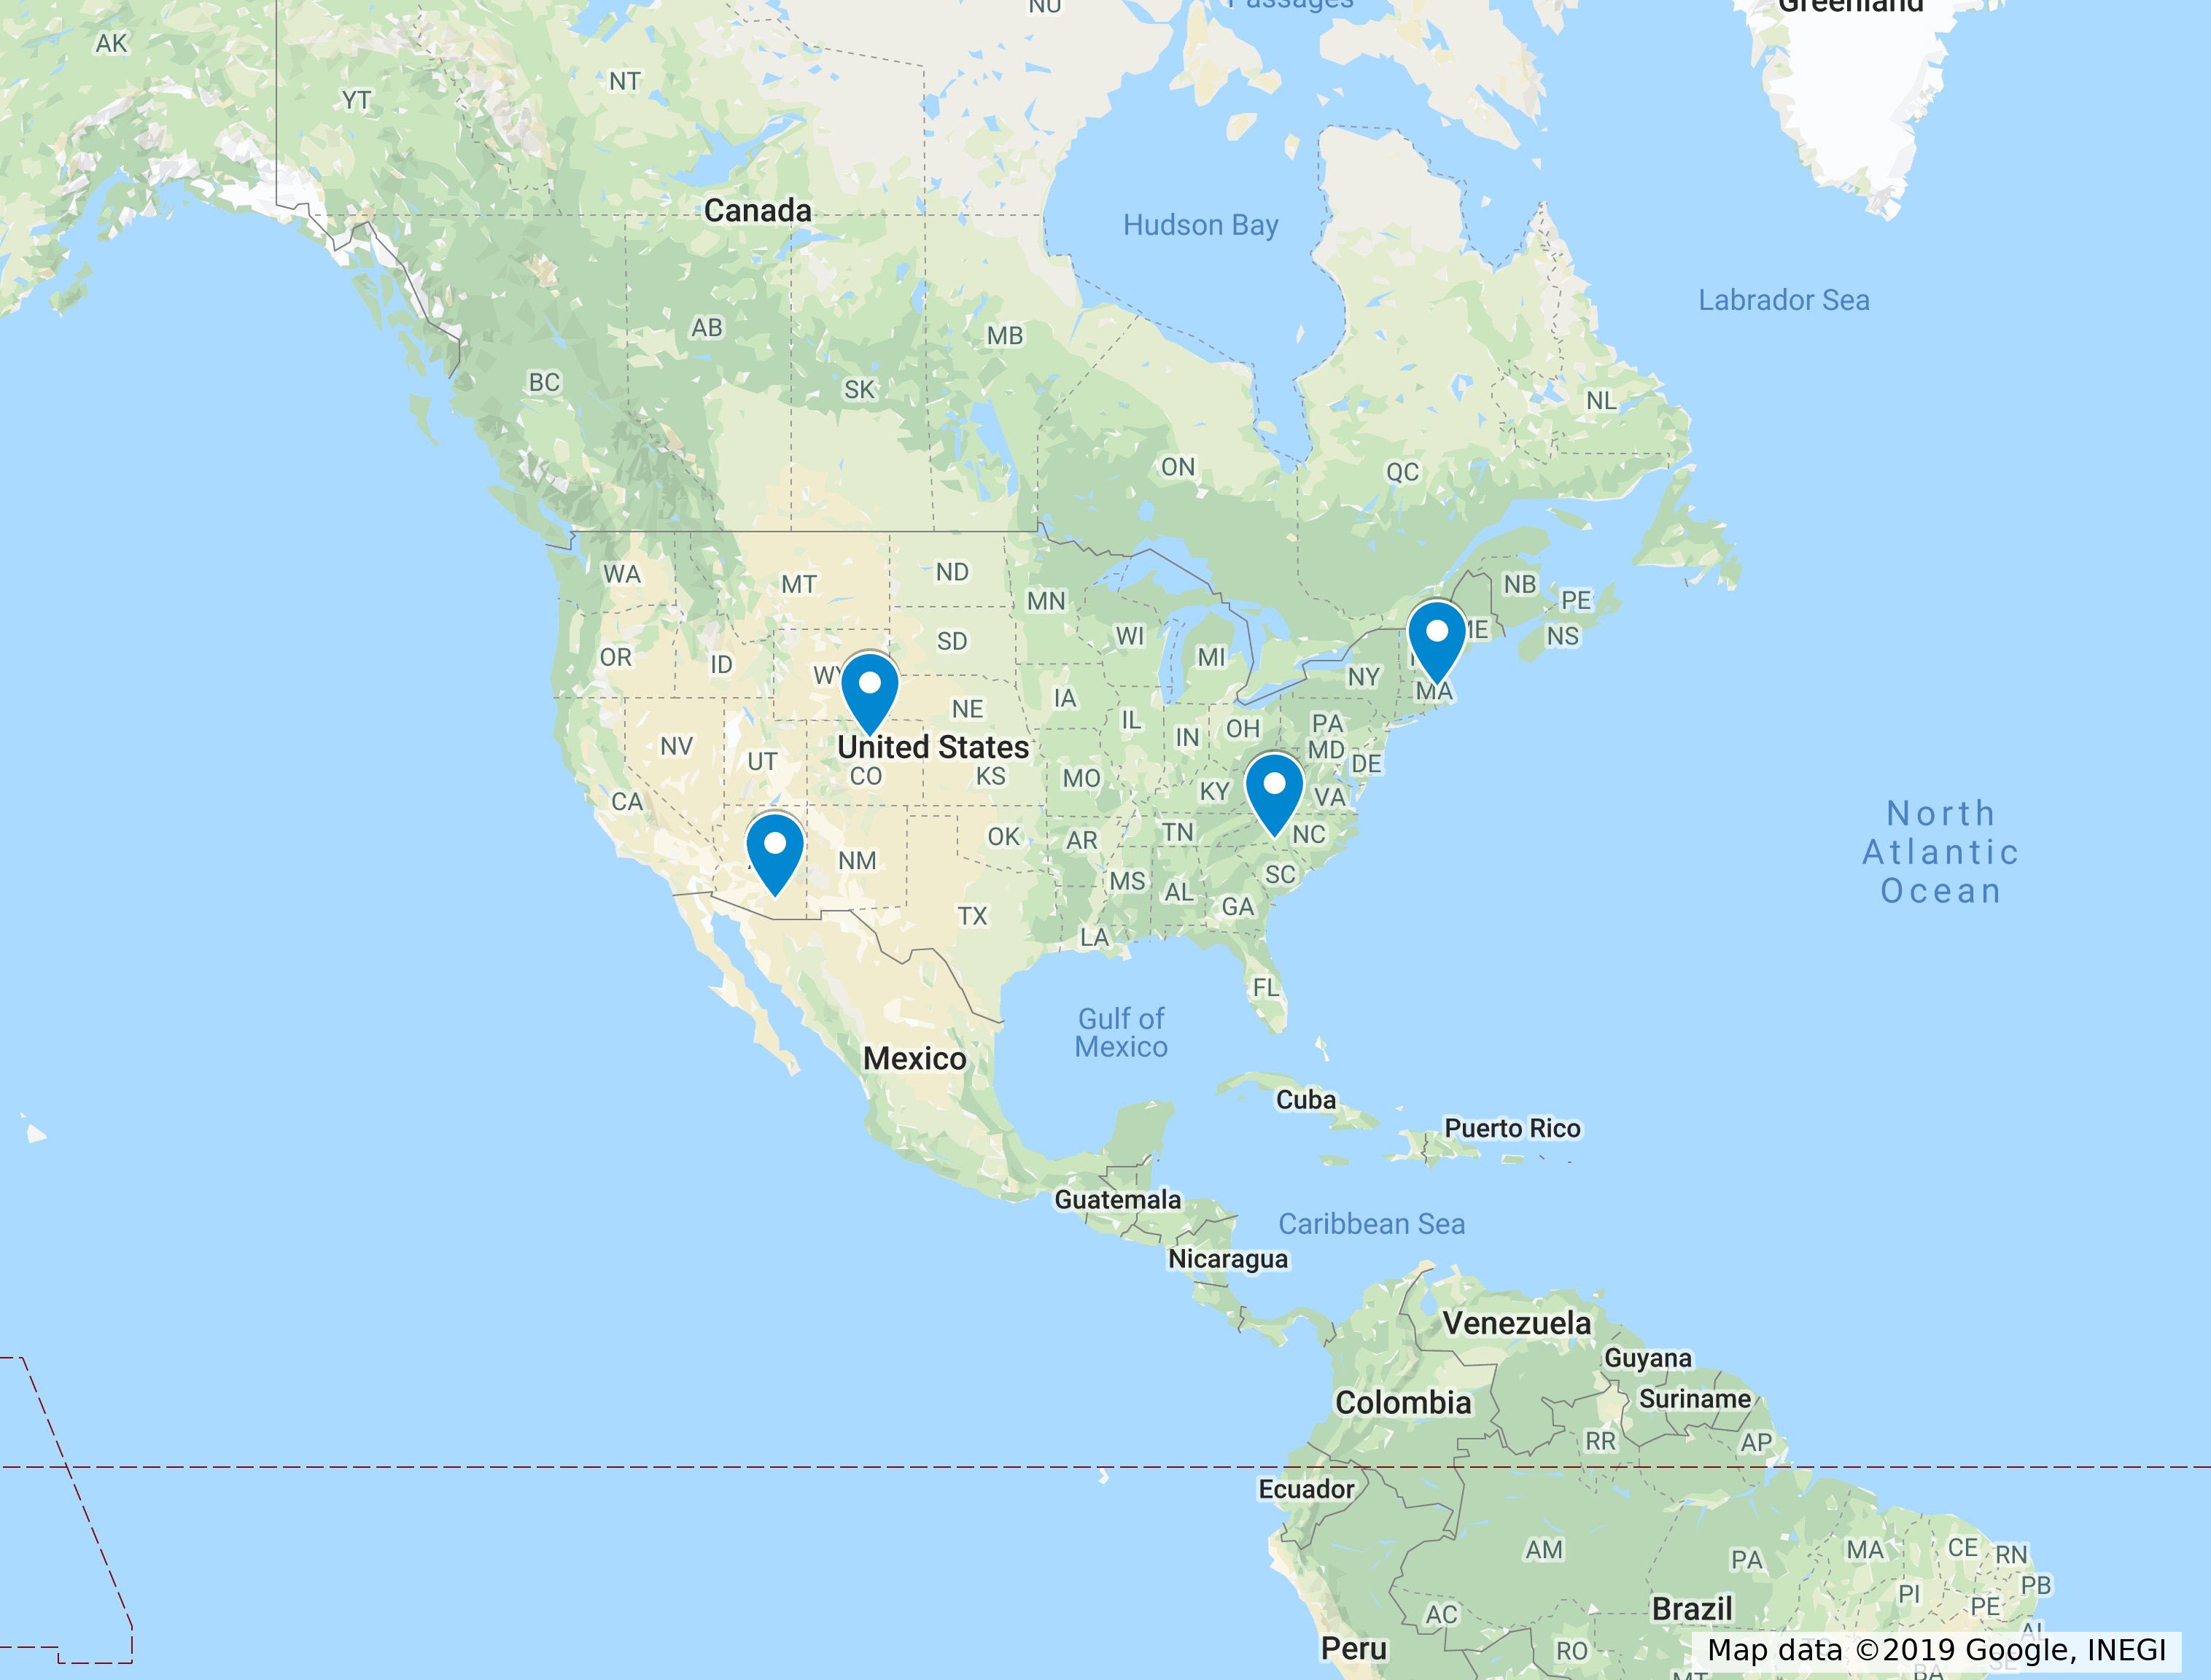 NU
Passages
Greenland
AK
YT
NT
Canada
Hudson Bay
Labrador Sea
AB
MB
BC
SK
NL
ON
QC
WA
MT
ND
MN
NB
PE
ME
NS
OR
ID
WY
SD
WI
MI
NY
MA
IA
NE
IL
IN
OH
PA
MD
DE
NV
UT
United States
CO
KS
MO
KY
VA
CA
NM
OK
AR
TN
NC
MS
AL
SC
GA
TX
LA
FL
North
Atlantic
Ocean
Gulf of
Mexico
Mexico
Cuba
Puerto Rico
Guatemala
Caribbean Sea
Nicaragua
Venezuela
Guyana
Suriname
Colombia
RR
AP
Ecuador
AM
PA
MA
CE
RN
PB
PI
PE
AC
Brazil
AL
Peru
RO
MT
BA
SE
Map data ©2019 Google, INEGI